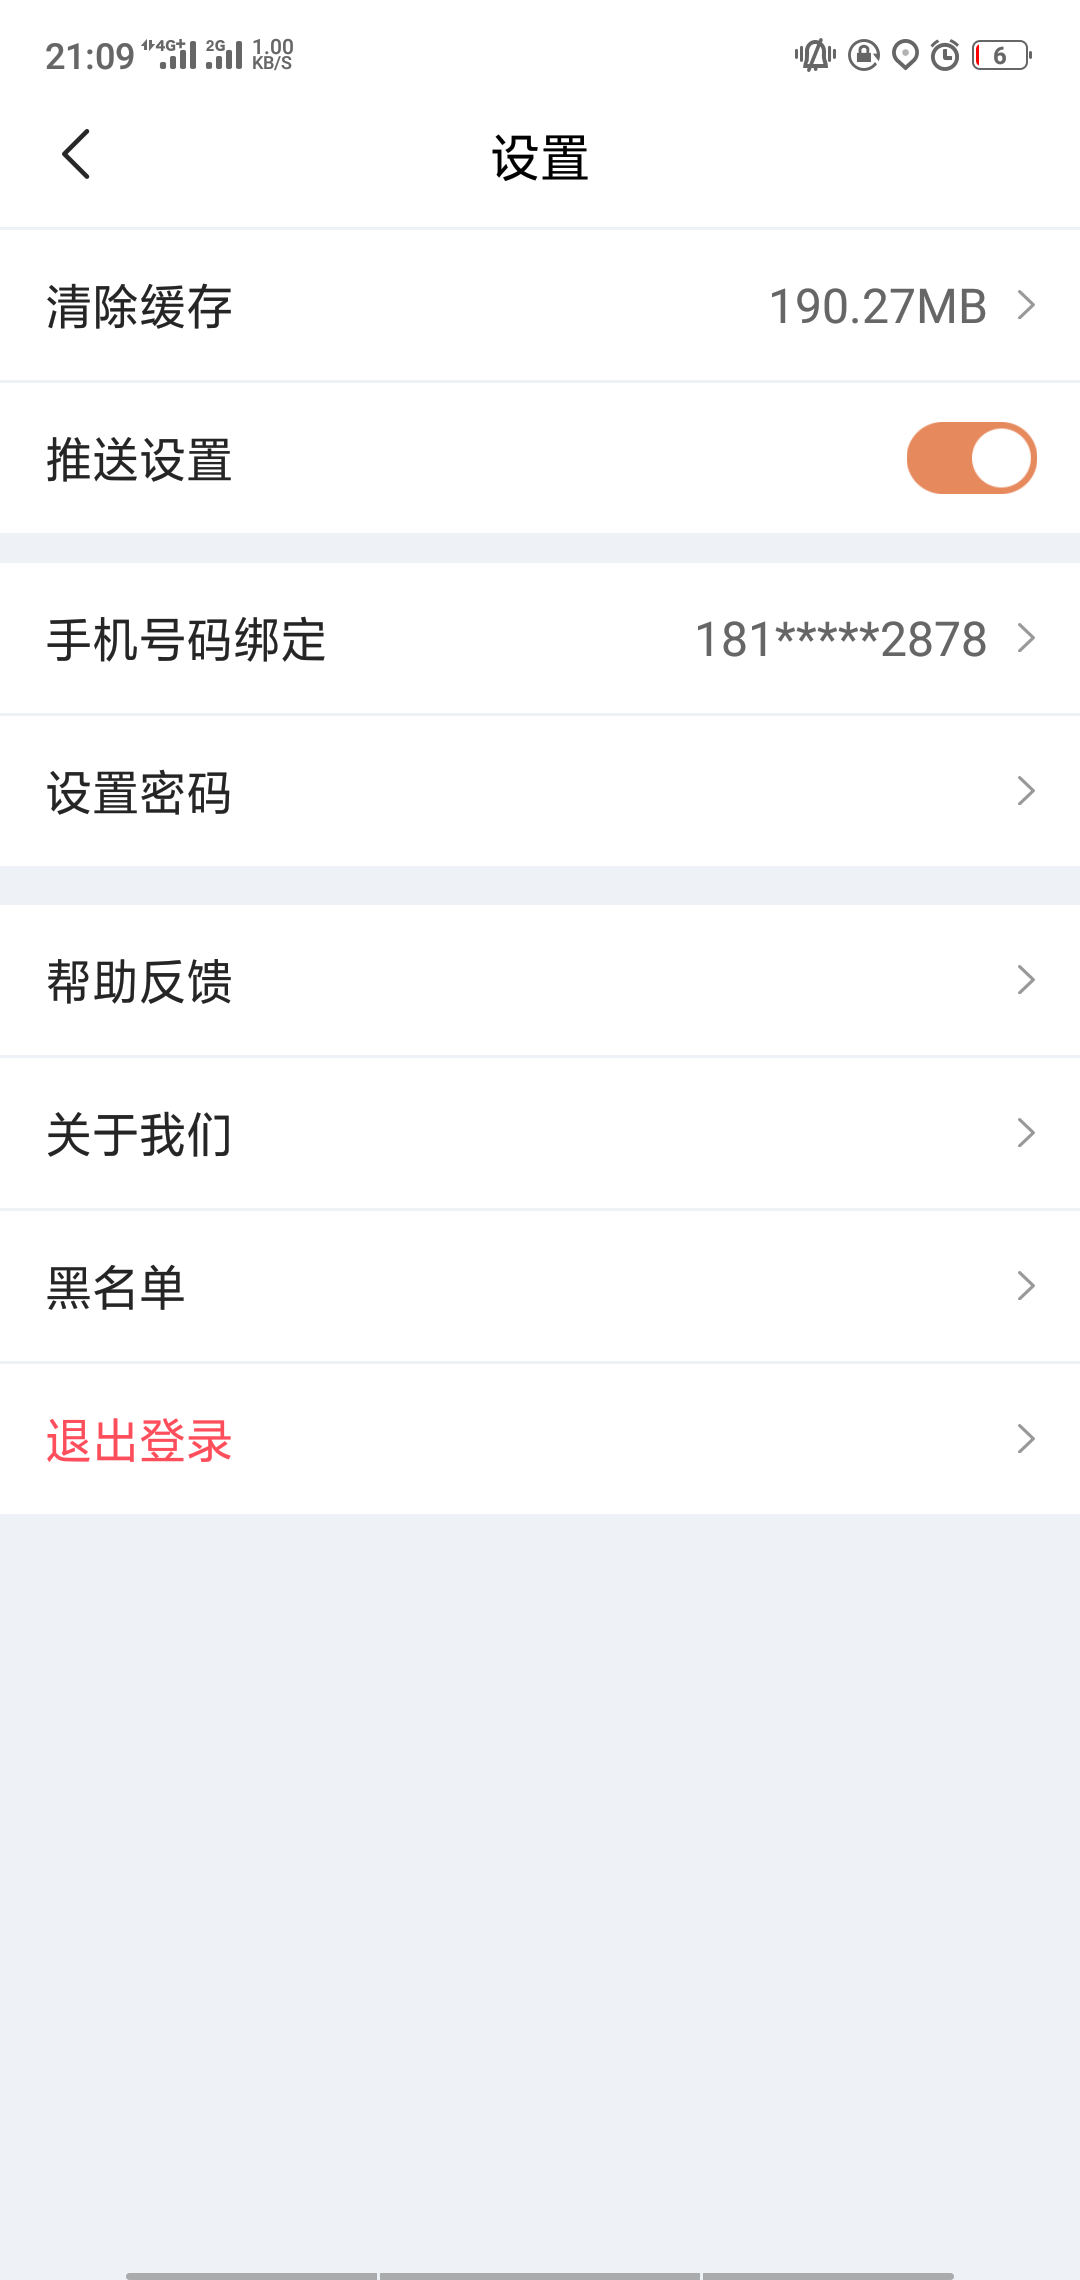 21:09 4G+ 2G 1.00 KB/S 6
设置
清除缓存 190.27MB
推送设置
手机号码绑定 181*****2878
设置密码
帮助反馈
关于我们
黑名单
退出登录